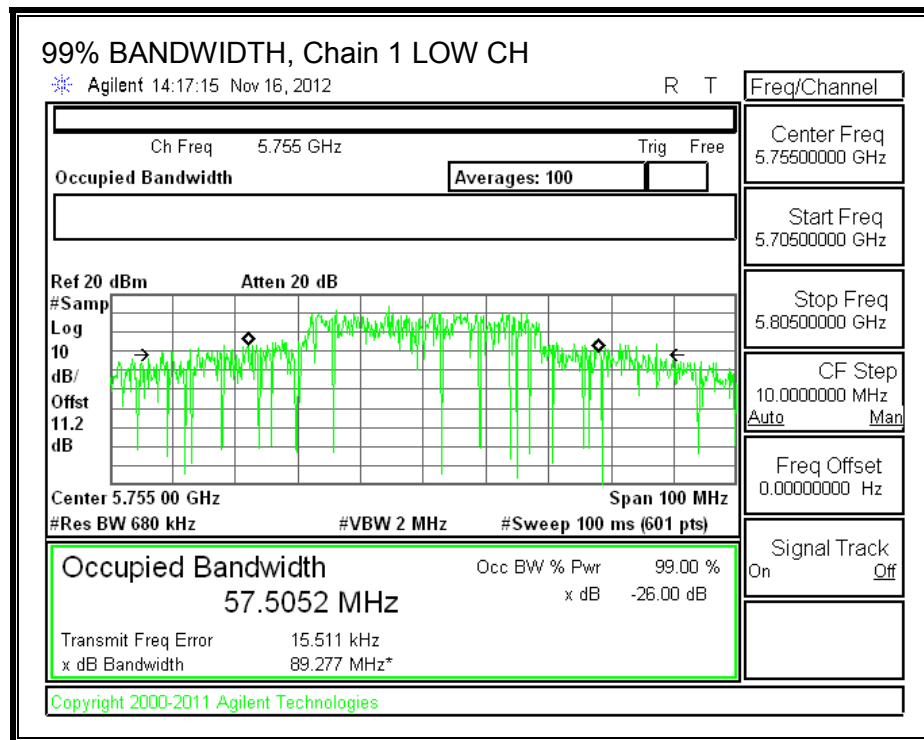 99% BANDWIDTH, Chain 1 LOW CH
Agilent 14:17:15 Nov 16, 2012 R T
Freq/Channel
Ch Freq 5.755 GHz Trig Free
Occupied Bandwidth Averages: 100
Center Freq
5.75500000 GHz
Start Freq
5.70500000 GHz
Stop Freq
5.80500000 GHz
CF Step
10.0000000 MHz
Auto Man
Freq Offset
0.00000000 Hz
Signal Track
On Off
Ref 20 dBm Atten 20 dB
#Samp
Log
10
dB/
Offst
11.2
dB
Center 5.755 00 GHz Span 100 MHz
#Res BW 680 kHz #VBW 2 MHz #Sweep 100 ms (601 pts)
Occupied Bandwidth Occ BW % Pwr 99.00 %
57.5052 MHz x dB -26.00 dB
Transmit Freq Error 15.511 kHz
x dB Bandwidth 89.277 MHz*
Copyright 2000-2011 Agilent Technologies